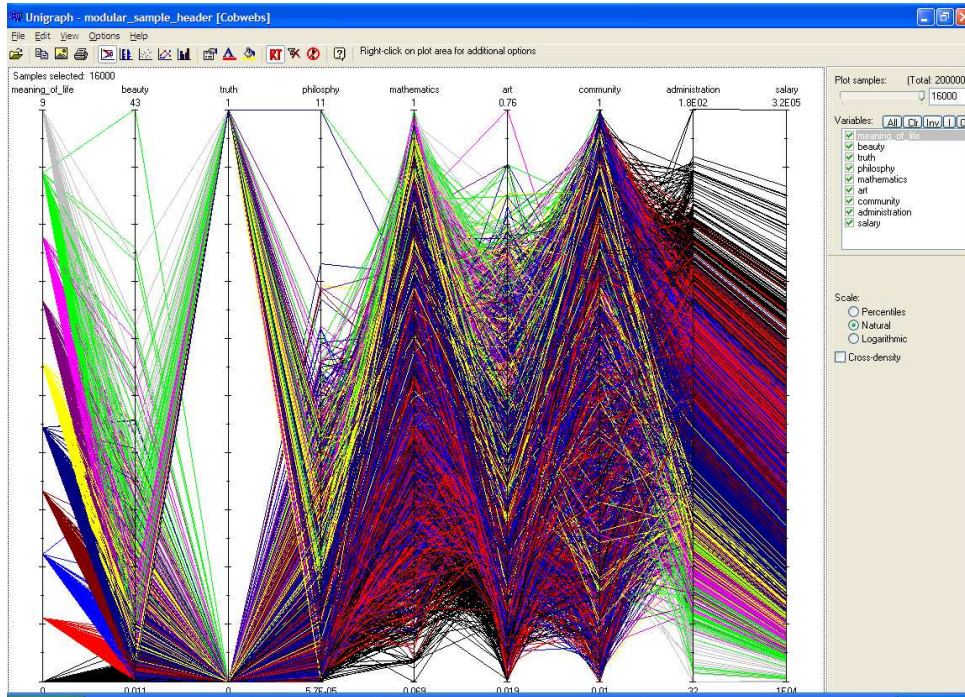 Unigraph - modular_sample_header [Cobwebs]
File Edit View Options Help
RT Right-click on plot area for additional options
Samples selected: 16000
meaning_of_life beauty truth philosphy mathematics art community administration salary
9 43 1 11 1 0.76 1 1.8E02 3.2E05
0 0.011 0 5.7E-05 0.069 0.019 0.01 32 1E04
Plot samples: (Total: 200000
16000
Variables: All Clr Inv I
meaning_of_life
beauty
truth
philosphy
mathematics
art
community
administration
salary
Scale:
Percentiles
Natural
Logarithmic
Cross-density